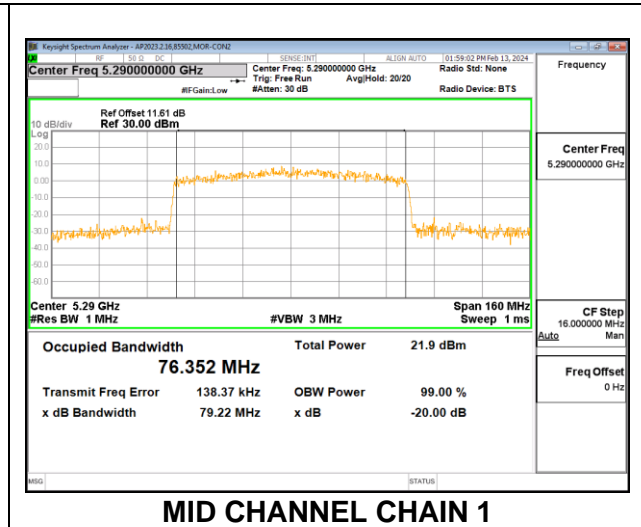 Keysight Spectrum Analyzer - AP2023.2.16,85502,MOR-CON2
RF 50 Ω DC SENSE:INT ALIGN AUTO 01:59:02 PM Feb 13, 2024
Center Freq 5.290000000 GHz Center Freq: 5.290000000 GHz Radio Std: None Frequency
Trig: Free Run Avg|Hold: 20/20
#IFGain:Low #Atten: 30 dB Radio Device: BTS
Ref Offset 11.61 dB
10 dB/div Ref 30.00 dBm
Log
20.0
10.0
0.00
-10.0
-20.0
-30.0
-40.0
-50.0
-60.0
Center Freq
5.290000000 GHz
Center 5.29 GHz Span 160 MHz
#Res BW 1 MHz #VBW 3 MHz Sweep 1 ms
CF Step
16.000000 MHz
Auto Man
Occupied Bandwidth Total Power 21.9 dBm
76.352 MHz
Transmit Freq Error 138.37 kHz OBW Power 99.00 %
x dB Bandwidth 79.22 MHz x dB -20.00 dB
Freq Offset
0 Hz
MSG STATUS
MID CHANNEL CHAIN 1